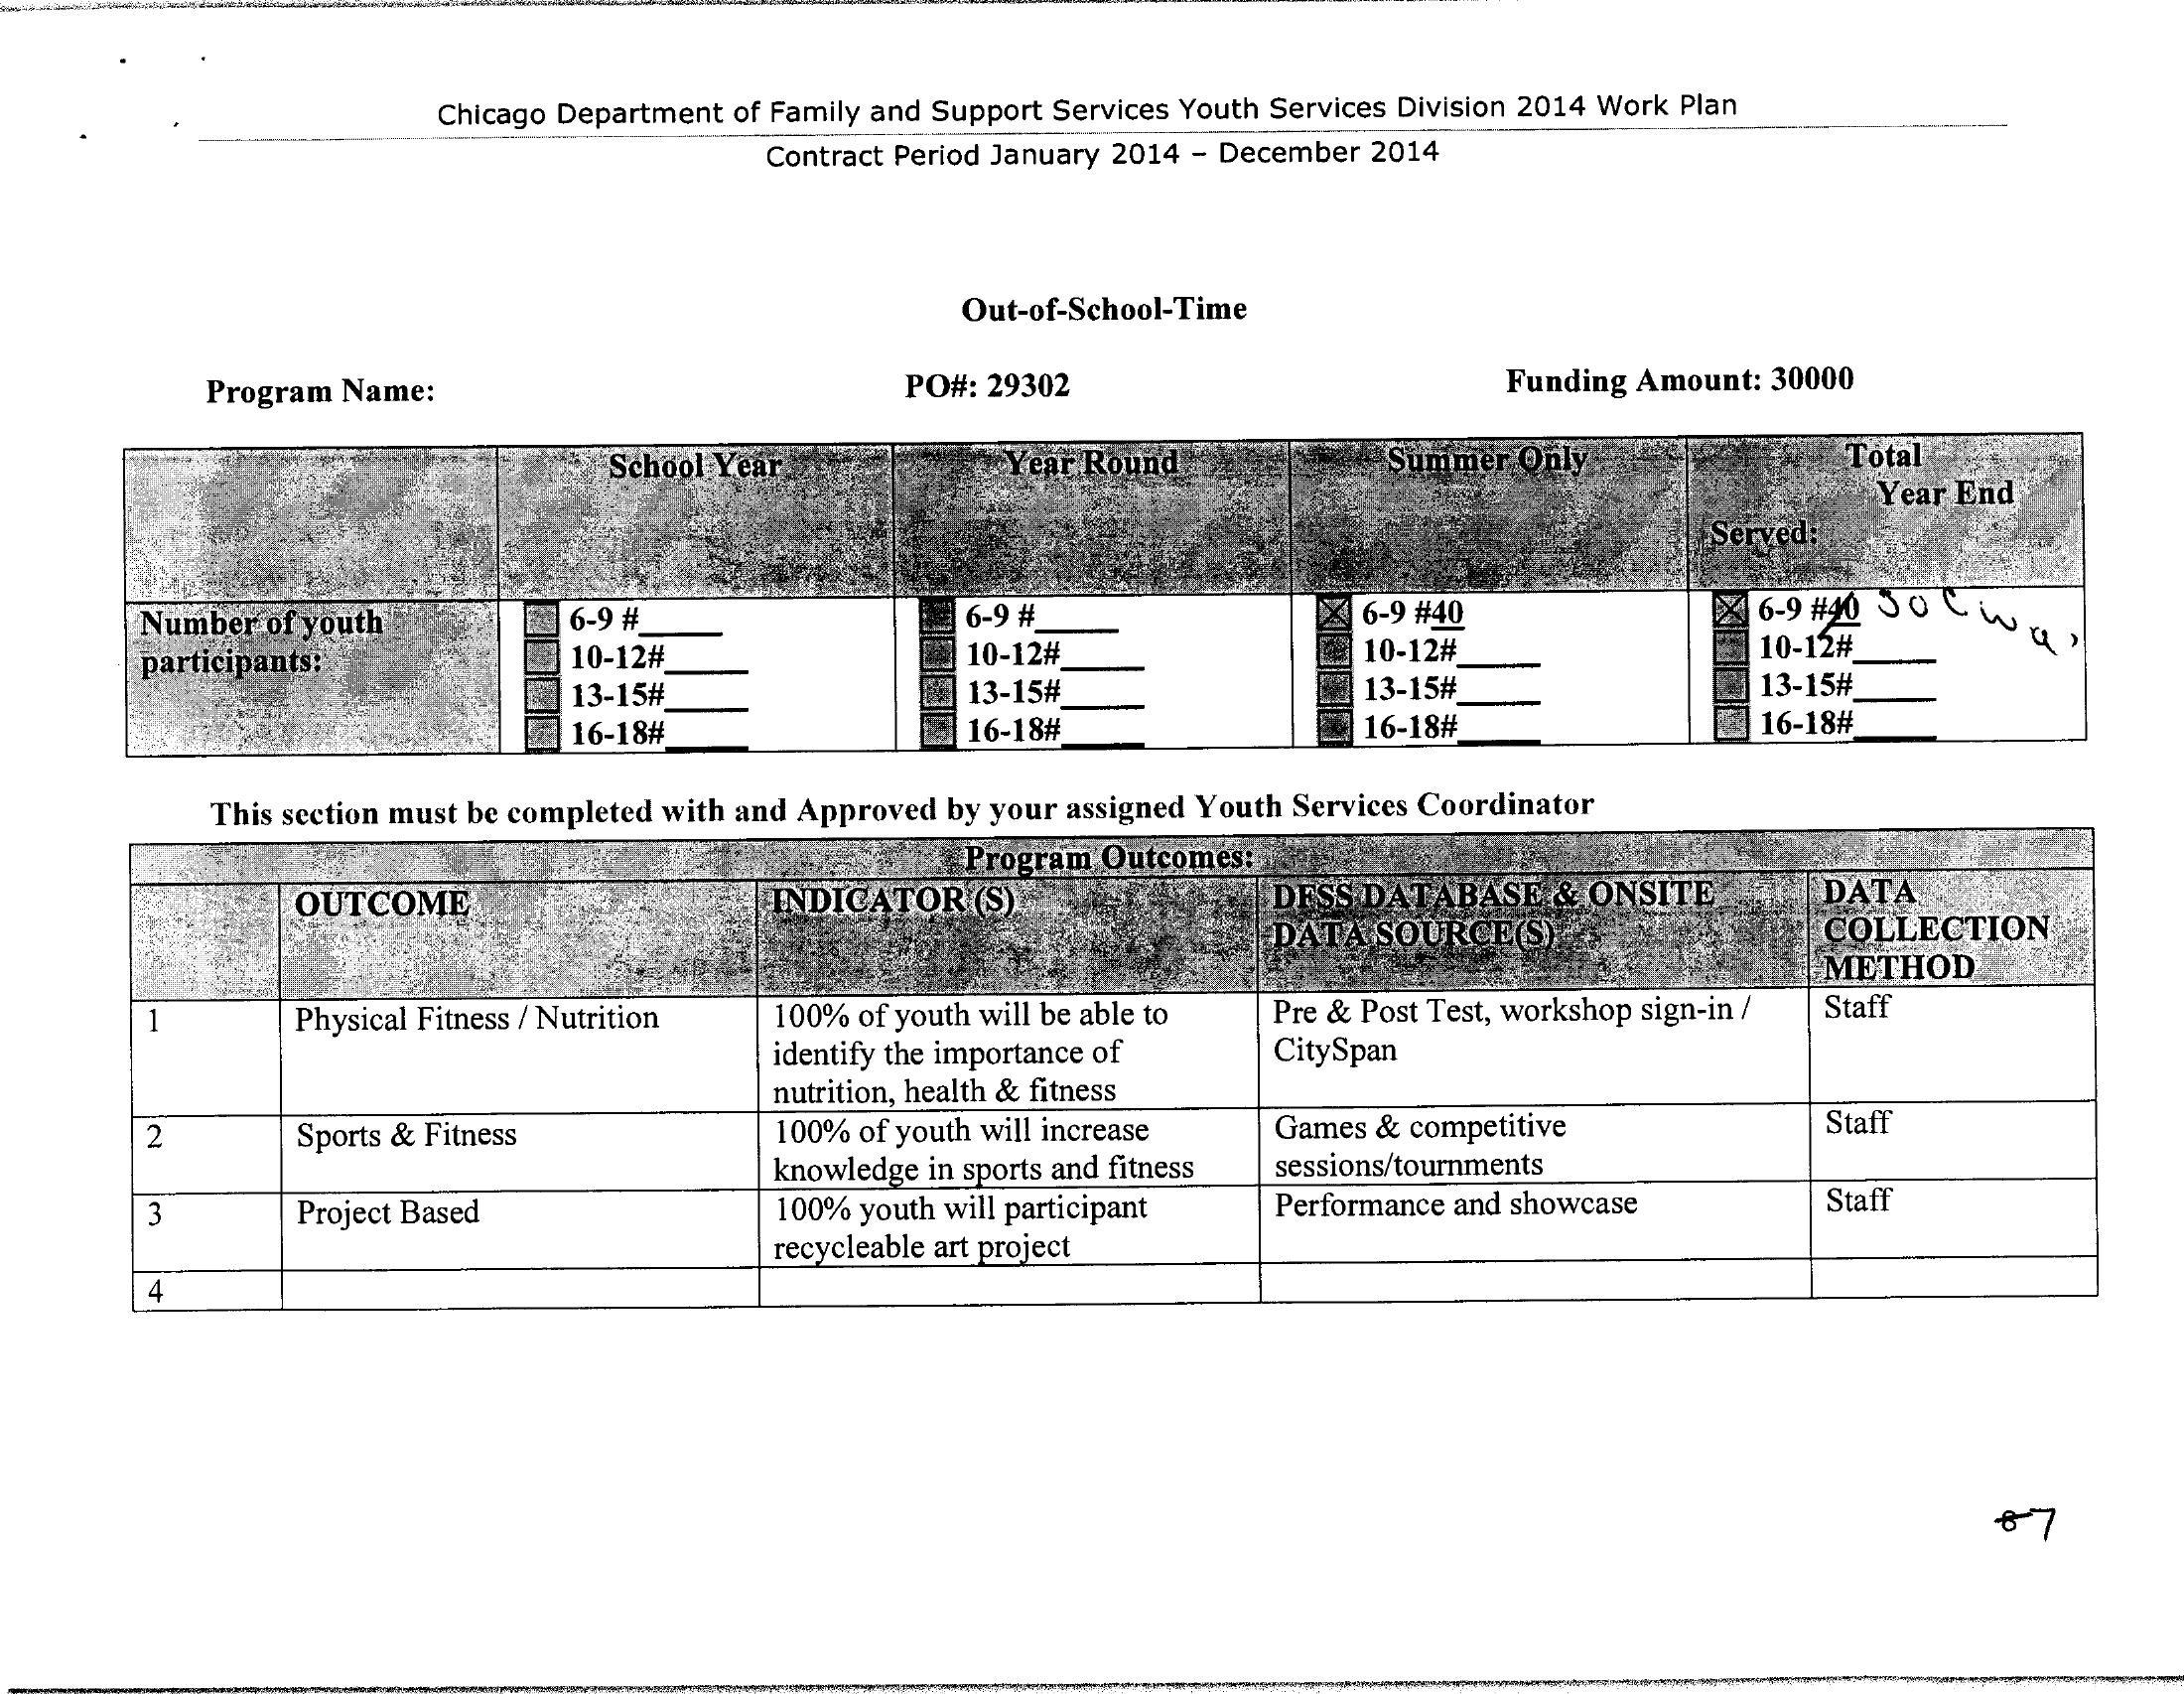 Chicago Department of Family and Support Services Youth Services Division 2014 Work Plan
Contract Period January 2014 – December 2014
Out-of-School-Time
Program Name: PO#: 29302 Funding Amount: 30000
School Year Year Round Summer Only Total
Year End
Served:
Number of youth participants:
6-9 #____ 6-9 #____ 6-9 #40 6-9 #40
10-12#____ 10-12#____ 10-12#____ 10-12#____
13-15#____ 13-15#____ 13-15#____ 13-15#____
16-18#____ 16-18#____ 16-18#____ 16-18#____
This section must be completed with and Approved by your assigned Youth Services Coordinator
Program Outcomes:
OUTCOME INDICATOR (S) DFSS DATABASE & ONSITE DATA
DATA SOURCE(S) COLLECTION
METHOD
1 Physical Fitness / Nutrition 100% of youth will be able to Pre & Post Test, workshop sign-in / Staff
identify the importance of CitySpan
nutrition, health & fitness
2 Sports & Fitness 100% of youth will increase Games & competitive Staff
knowledge in sports and fitness sessions/tournments
3 Project Based 100% youth will participant Performance and showcase Staff
recycleable art project
4
8 7